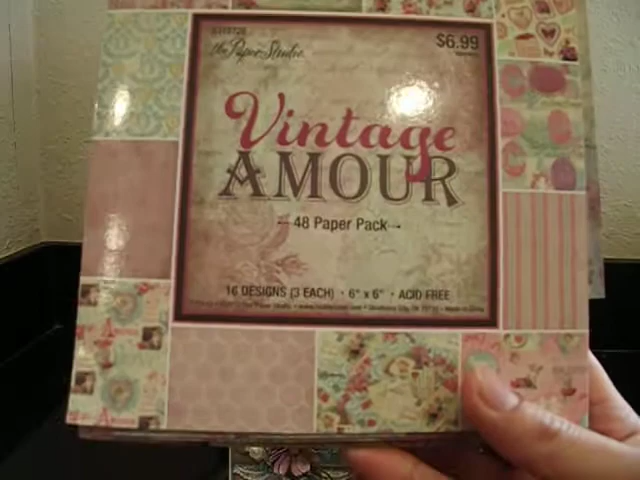 the Paper Studio
$6.99
Vintage
AMOUR
48 Paper Pack
16 DESIGNS (3 EACH) • 6" x 6" • ACID FREE